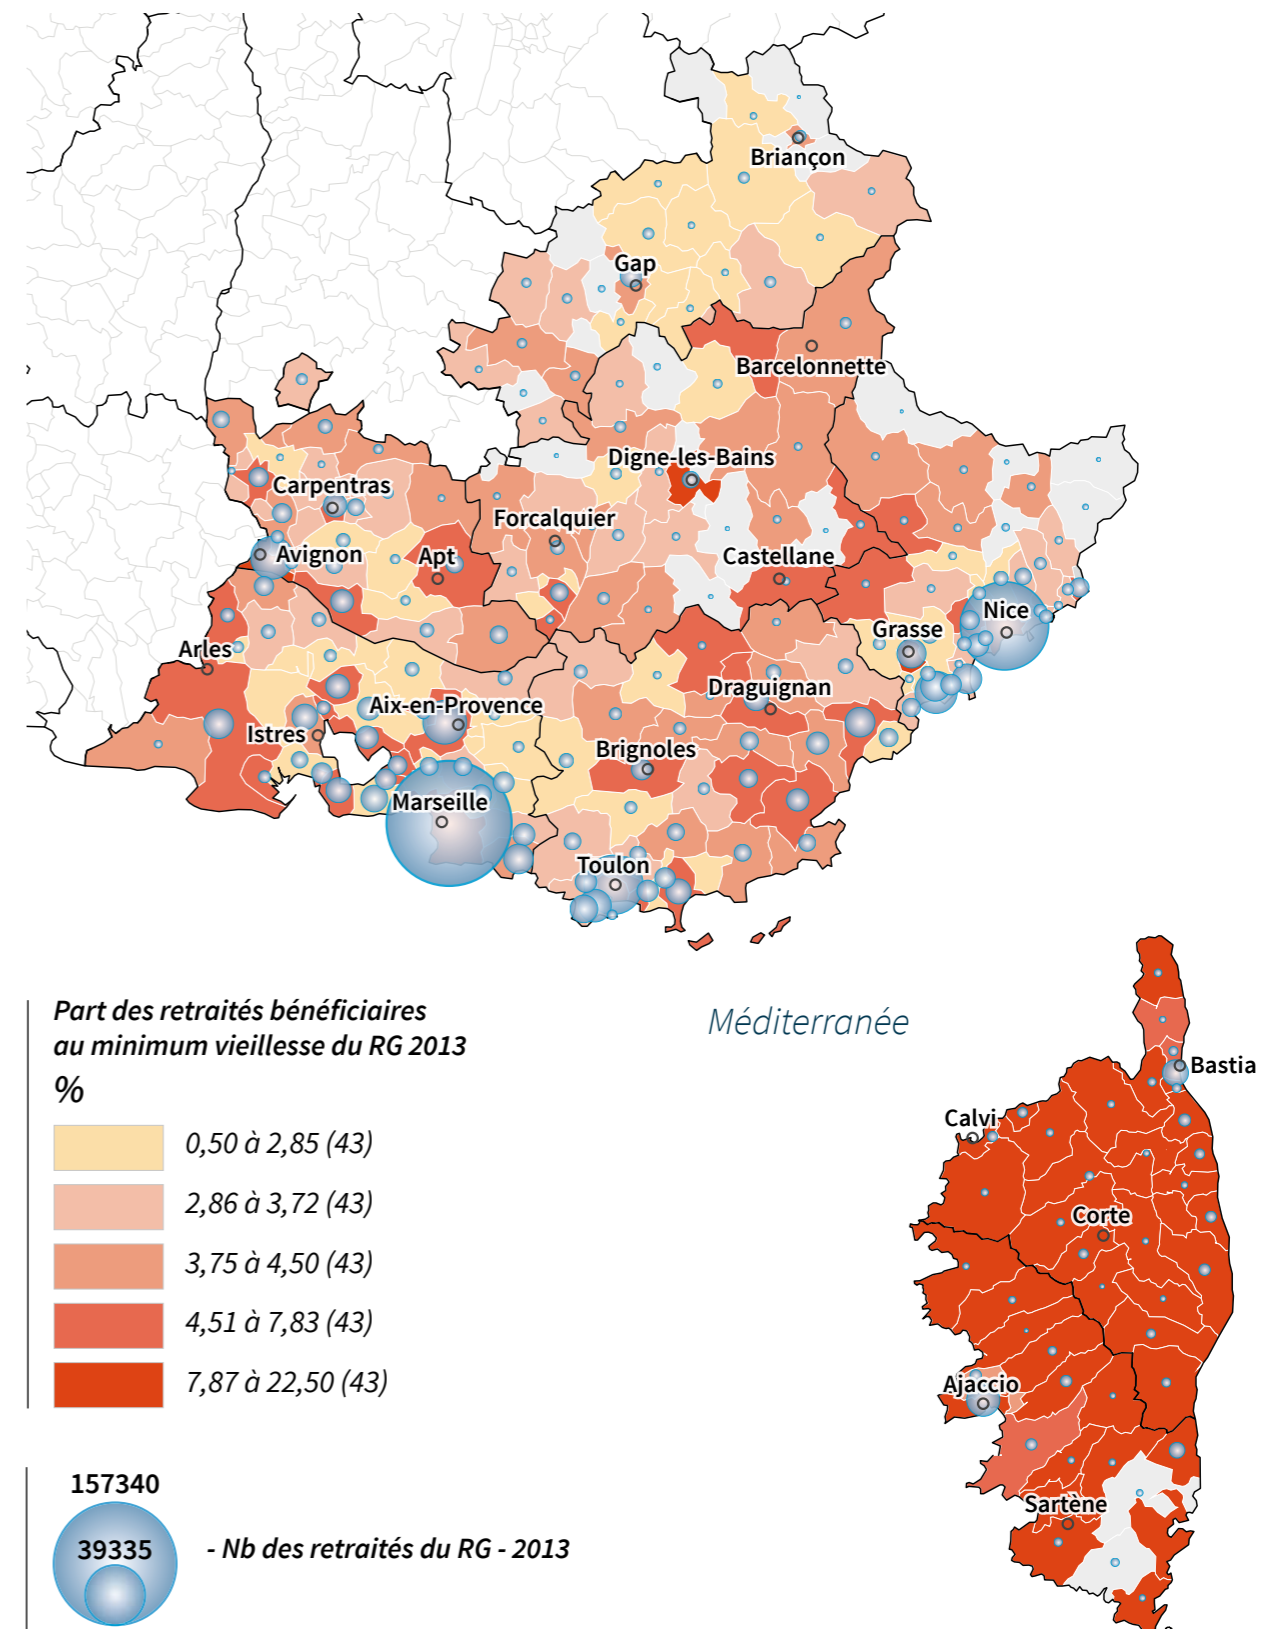 Briançon
Gap
Barcelonnette
Digne-les-Bains
Carpentras
Forcalquier
Avignon
Apt
Castellane
Nice
Grasse
Arles
Draguignan
Aix-en-Provence
Istres
Brignoles
Marseille
Toulon
Part des retraités bénéficiaires
au minimum vieillesse du RG 2013
%
0,50 à 2,85 (43)
2,86 à 3,72 (43)
3,75 à 4,50 (43)
4,51 à 7,83 (43)
7,87 à 22,50 (43)
Méditerranée
Bastia
Calvi
Corte
Ajaccio
Sartène
157340
39335
- Nb des retraités du RG - 2013